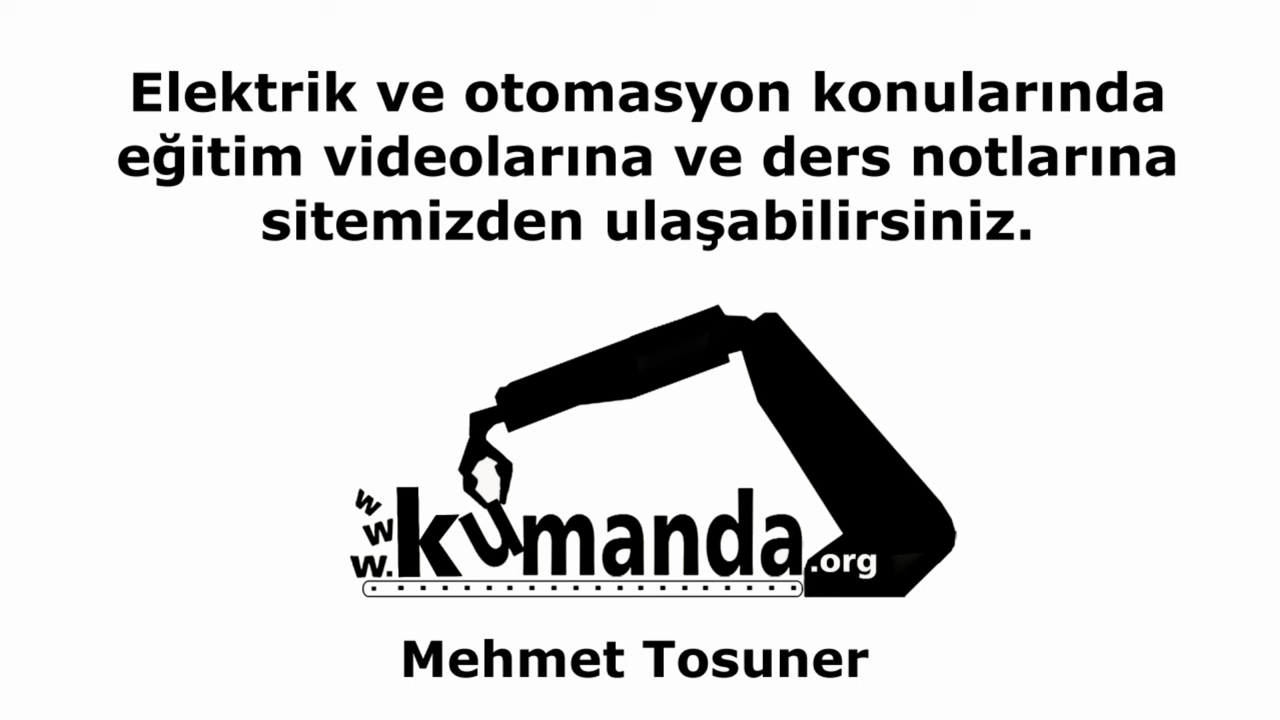 Elektrik ve otomasyon konularında
eğitim videolarına ve ders notlarına
sitemizden ulaşabilirsiniz.
www.kumanda.org
Mehmet Tosuner